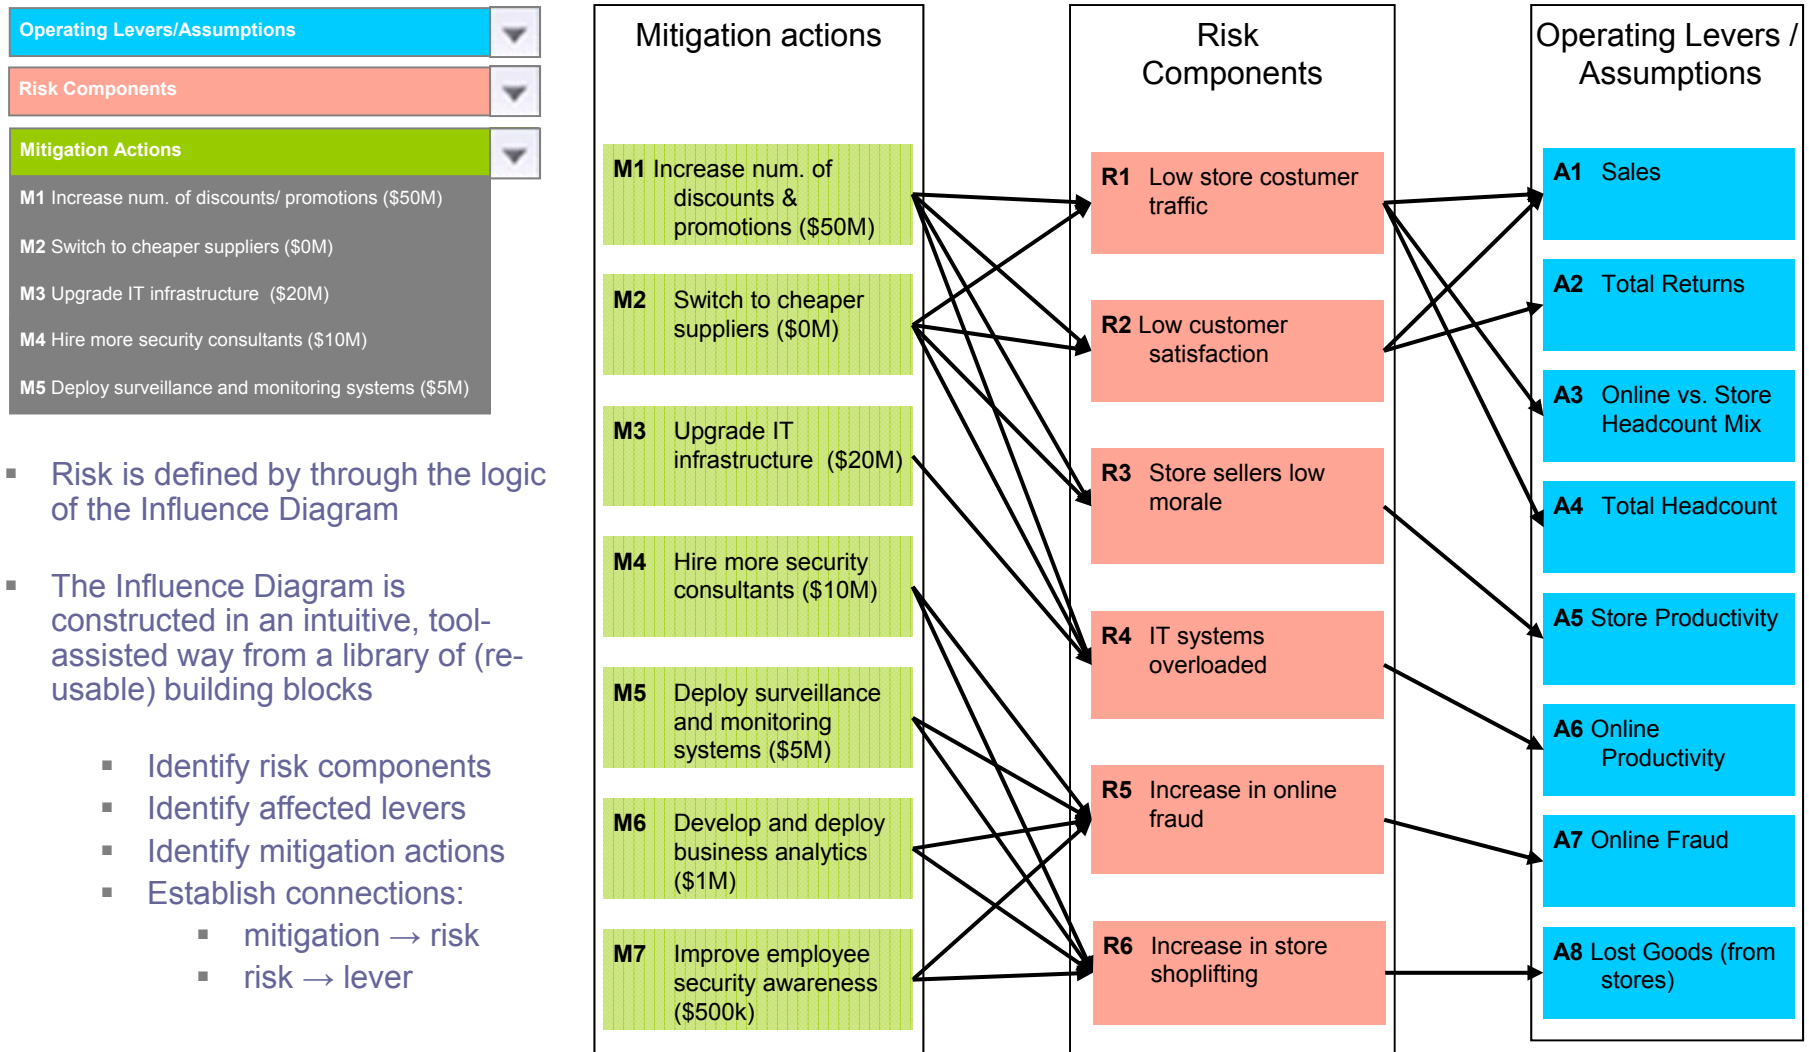 Operating Levers/Assumptions
Risk Components
Mitigation Actions
M1 Increase num. of discounts/ promotions ($50M)
M2 Switch to cheaper suppliers ($0M)
M3 Upgrade IT infrastructure ($20M)
M4 Hire more security consultants ($10M)
M5 Deploy surveillance and monitoring systems ($5M)
▪ Risk is defined by through the logic
of the Influence Diagram
▪ The Influence Diagram is
constructed in an intuitive, tool-
assisted way from a library of (re-
usable) building blocks
▪ Identify risk components
▪ Identify affected levers
▪ Identify mitigation actions
▪ Establish connections:
▪ mitigation → risk
▪ risk → lever
Mitigation actions
M1 Increase num. of
discounts &
promotions ($50M)
M2 Switch to cheaper
suppliers ($0M)
M3 Upgrade IT
infrastructure ($20M)
M4 Hire more security
consultants ($10M)
M5 Deploy surveillance
and monitoring
systems ($5M)
M6 Develop and deploy
business analytics
($1M)
M7 Improve employee
security awareness
($500k)
Risk
Components
R1 Low store costumer
traffic
R2 Low customer
satisfaction
R3 Store sellers low
morale
R4 IT systems
overloaded
R5 Increase in online
fraud
R6 Increase in store
shoplifting
Operating Levers /
Assumptions
A1 Sales
A2 Total Returns
A3 Online vs. Store
Headcount Mix
A4 Total Headcount
A5 Store Productivity
A6 Online
Productivity
A7 Online Fraud
A8 Lost Goods (from
stores)